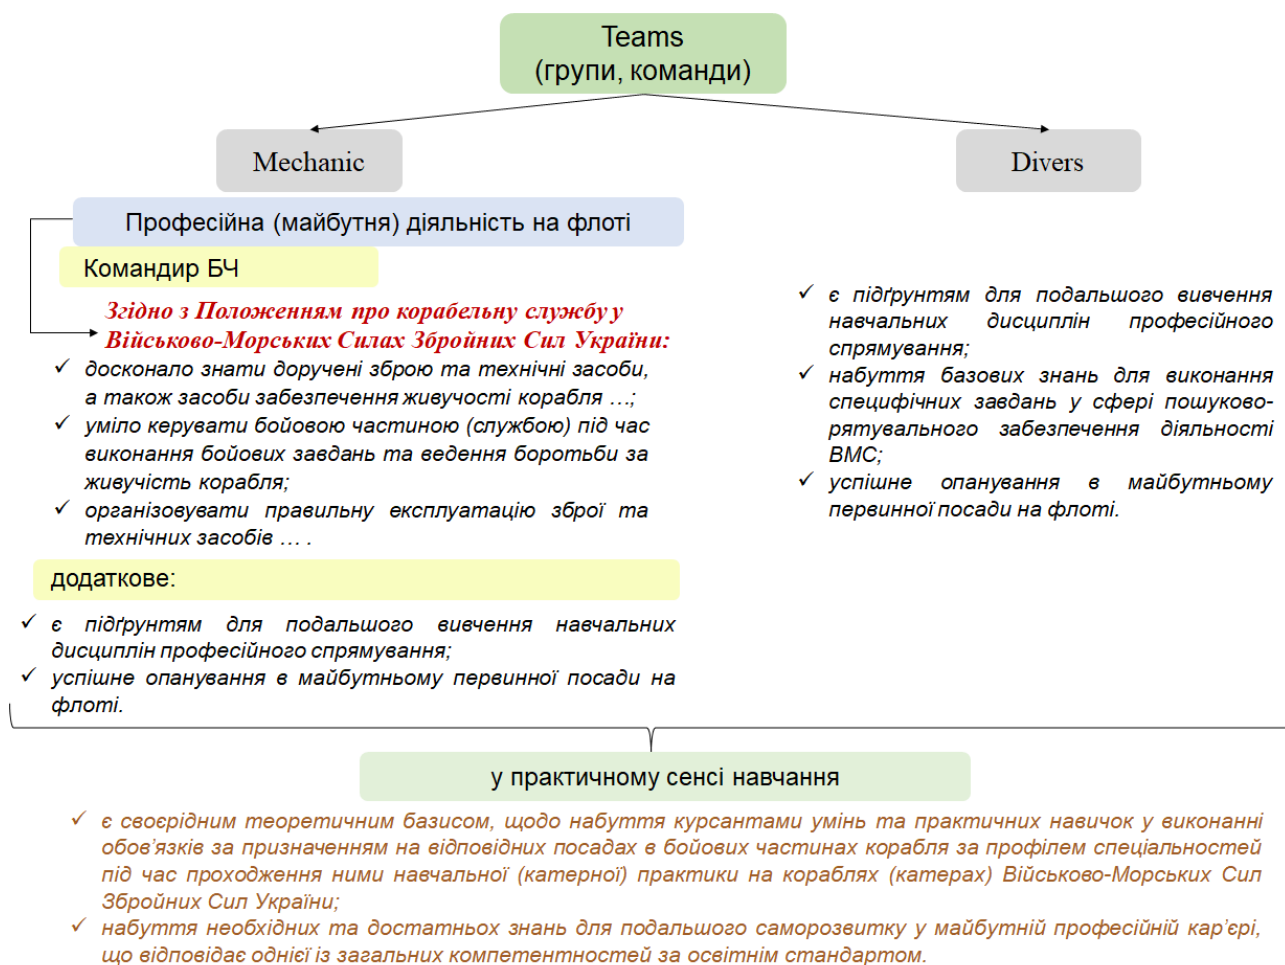 Teams
(групи, команди)
Mechanic
Divers
Професійна (майбутня) діяльність на флоті
Командир БЧ
Згідно з Положенням про корабельну службу у
Військово-Морських Силах Збройних Сил України:
✓ досконало знати доручені зброю та технічні засоби,
а також засоби забезпечення живучості корабля …;
✓ уміло керувати бойовою частиною (службою) під час
виконання бойових завдань та ведення боротьби за
живучість корабля;
✓ організовувати правильну експлуатацію зброї та
технічних засобів … .
додаткове:
✓ є підґрунтям для подальшого вивчення навчальних
дисциплін професійного спрямування;
✓ успішне опанування в майбутньому первинної посади на
флоті.
✓ є підґрунтям для подальшого вивчення
навчальних дисциплін професійного
спрямування;
✓ набуття базових знань для виконання
специфічних завдань у сфері пошуково-
рятувального забезпечення діяльності
ВМС;
✓ успішне опанування в майбутньому
первинної посади на флоті.
у практичному сенсі навчання
✓ є своєрідним теоретичним базисом, щодо набуття курсантами умінь та практичних навичок у виконанні
обов’язків за призначенням на відповідних посадах в бойових частинах корабля за профілем спеціальностей
під час проходження ними навчальної (катерної) практики на кораблях (катерах) Військово-Морських Сил
Збройних Сил України;
✓ набуття необхідних та достатньох знань для подальшого саморозвитку у майбутній професійній кар’єрі,
що відповідає однієї із загальних компетентностей за освітнім стандартом.